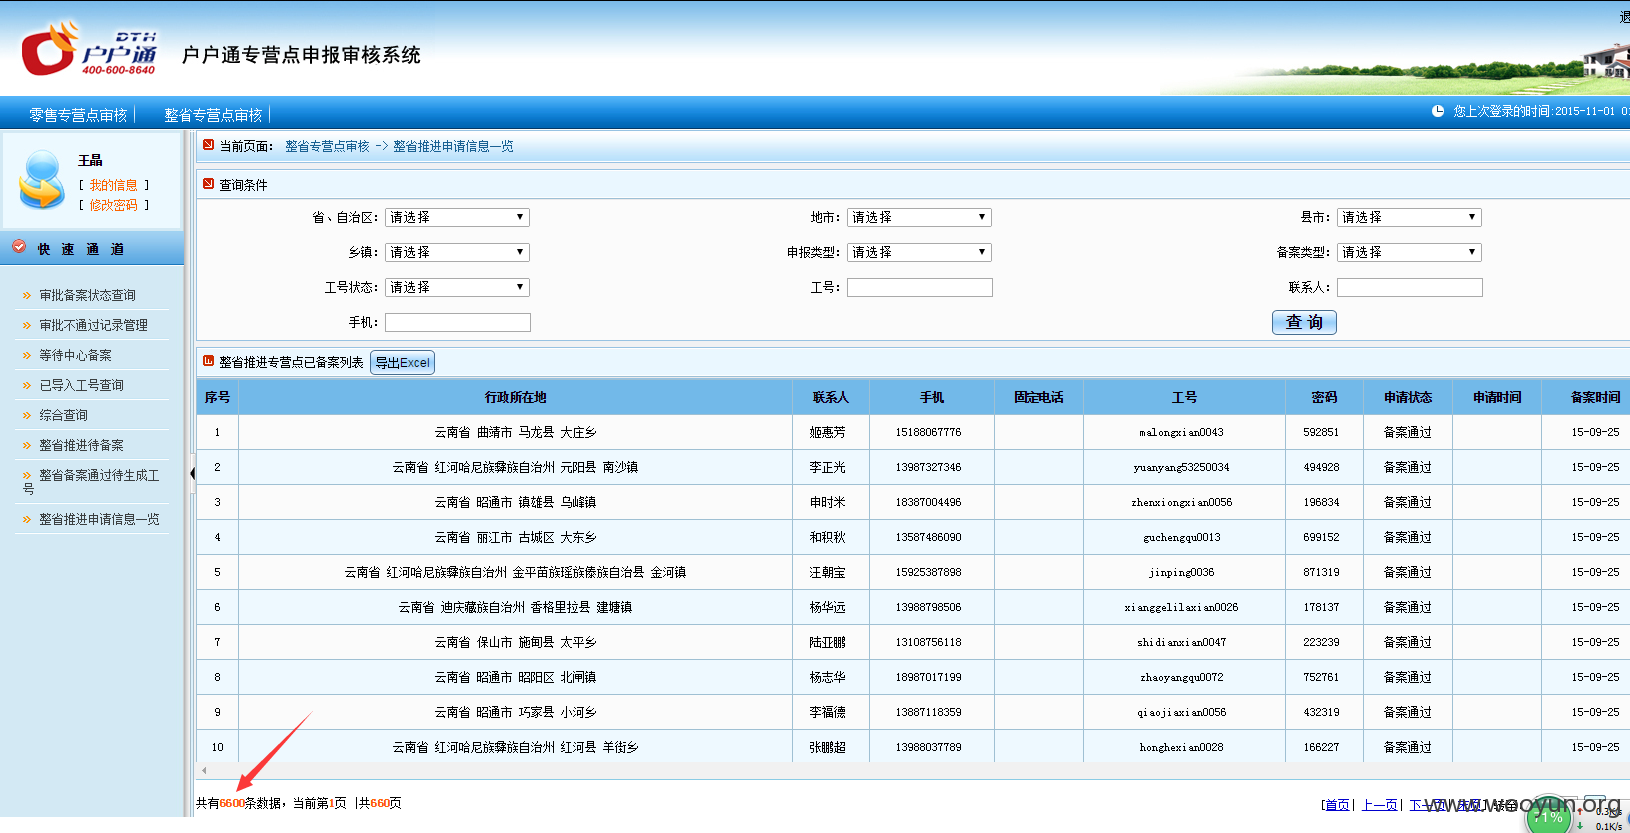 退
DTH
户户通
400-600-8640
户户通专营点申报审核系统
零售专营点审核
整省专营点审核
您上次登录的时间:2015-11-01 0
王晶
[ 我的信息 ]
[ 修改密码 ]
快 速 通 道
审批备案状态查询
审批不通过记录管理
等待中心备案
已导入工号查询
综合查询
整省推进待备案
整省备案通过待生成工
号
整省推进申请信息一览
当前页面: 整省专营点审核 -> 整省推进申请信息一览
查询条件
省、自治区: 请选择 地市: 请选择 县市: 请选择
乡镇: 请选择 申报类型: 请选择 备案类型: 请选择
工号状态: 请选择 工号: 联系人:
手机: 查 询
整省推进专营点已备案列表 导出Excel
序号 行政所在地 联系人 手机 固定电话 工号 密码 申请状态 申请时间 备案时间
1 云南省 曲靖市 马龙县 大庄乡 姬惠芳 15188067776 malongxian0043 592851 备案通过 15-09-25
2 云南省 红河哈尼族彝族自治州 元阳县 南沙镇 李正光 13987327346 yuanyang53250034 494928 备案通过 15-09-25
3 云南省 昭通市 镇雄县 乌峰镇 申时米 18387004496 zhenxiongxian0056 196834 备案通过 15-09-25
4 云南省 丽江市 古城区 大东乡 和积秋 13587486090 guchengqu0013 699152 备案通过 15-09-25
5 云南省 红河哈尼族彝族自治州 金平苗族瑶族傣族自治县 金河镇 汪朝宝 15925387898 jinping0036 871319 备案通过 15-09-25
6 云南省 迪庆藏族自治州 香格里拉县 建塘镇 杨华远 13988798506 xianggelilaxian0026 178137 备案通过 15-09-25
7 云南省 保山市 施甸县 太平乡 陆亚鹏 13108756118 shidianxian0047 223239 备案通过 15-09-25
8 云南省 昭通市 昭阳区 北闸镇 杨志华 18987017199 zhaoyangqu0072 752761 备案通过 15-09-25
9 云南省 昭通市 巧家县 小河乡 李福德 13887118359 qiaojiaxian0056 432319 备案通过 15-09-25
10 云南省 红河哈尼族彝族自治州 红河县 羊街乡 张鹏超 13988037789 honghexian0028 166227 备案通过 15-09-25
共有6600条数据，当前第1页 |共660页
[首页| 上一页| 下一页
www.wooyun.org
71%
0.3K/s
0.1K/s